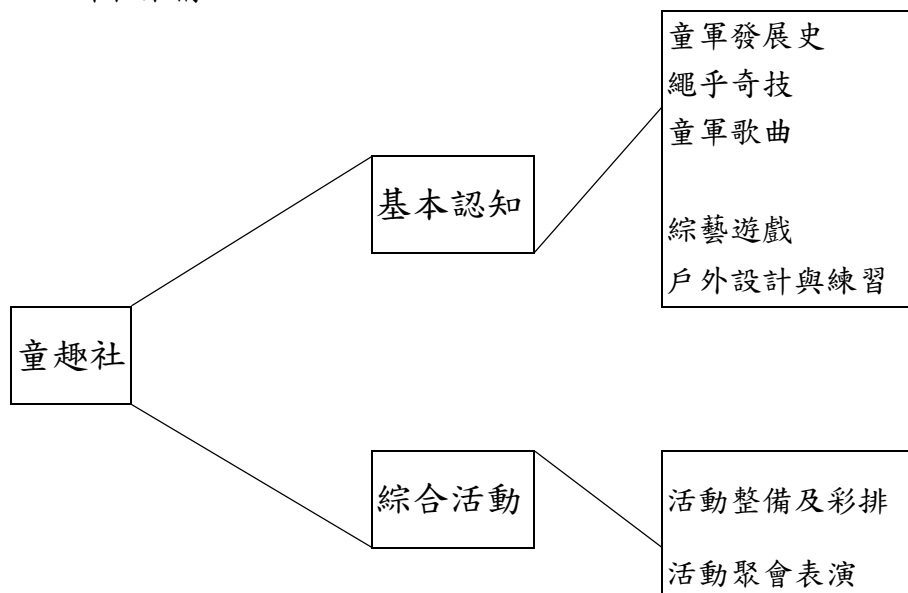 童軍發展史
繩乎奇技
童軍歌曲
基本認知
綜藝遊戲
戶外設計與練習
童趣社
綜合活動
活動整備及彩排
活動聚會表演